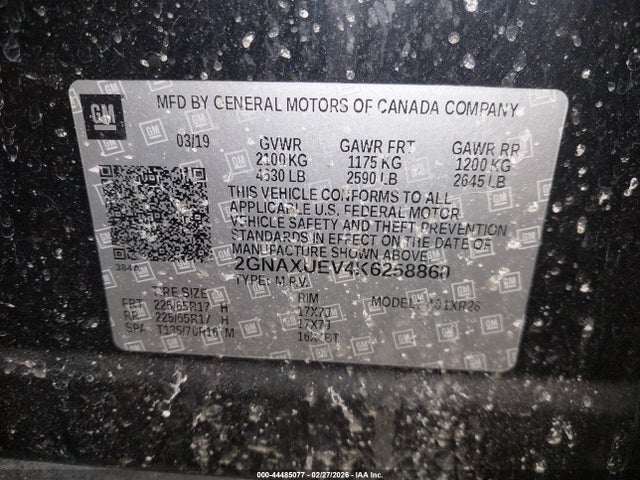 GM
MFD BY GENERAL MOTORS OF CANADA COMPANY
03/19 GVWR GAWR FRT GAWR RR
2100 KG 1175 KG 1200 KG
4630 LB 2590 LB 2645 LB
THIS VEHICLE CONFORMS TO ALL
APPLICABLE U.S. FEDERAL MOTOR
VEHICLE SAFETY AND THEFT PREVENTION
STANDARDS IN EFFECT ON THE DATE OF
MANUFACTURE SHOWN ABOVE.
2GNAXUEV4K6258860
TYPE: M.P.V.
TIRE SIZE RIM MODEL:
FRT 225/65R17 H 17X7J
RR 225/65R17 H 17X7J
SPA T135/70R16 M
000-44485077 - 02/27/2026 - IAA Inc.